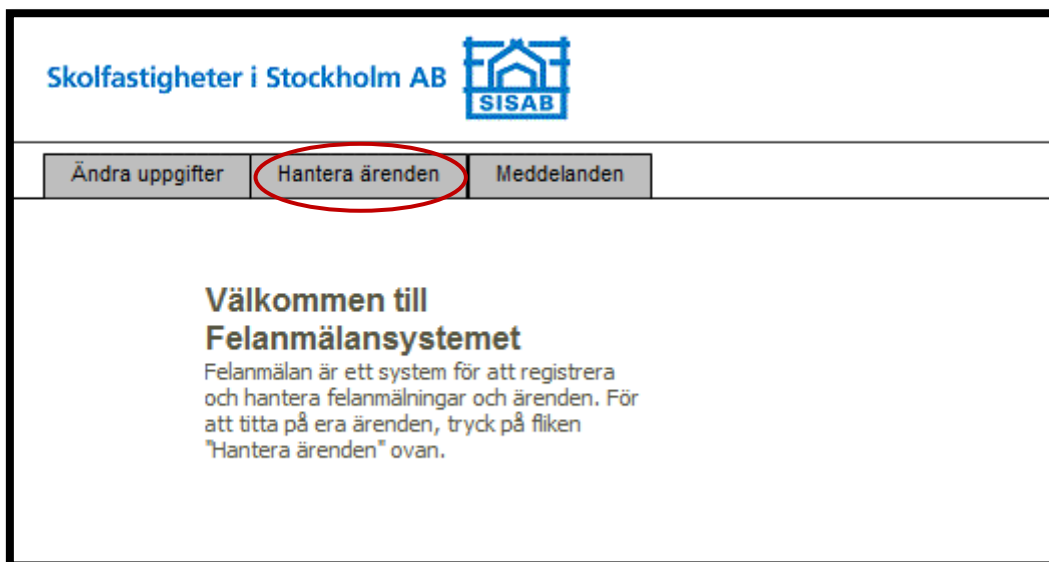 Skolfastigheter i Stockholm AB
SISAB
Ändra uppgifter
Hantera ärenden
Meddelanden
Välkommen till
Felanmälansystemet
Felanmälan är ett system för att registrera
och hantera felanmälningar och ärenden. För
att titta på era ärenden, tryck på fliken
"Hantera ärenden" ovan.